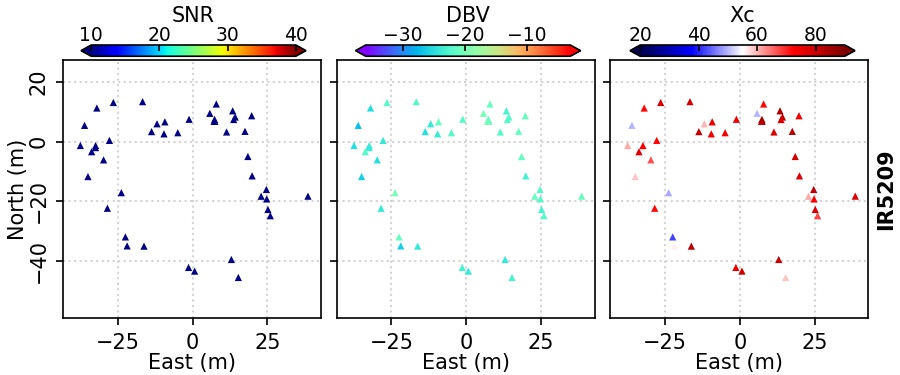 SNR DBV Xc
10 20 30 40 −30 −20 −10 20 40 60 80
20
0
−20
−40
North (m)
IR5209
−25 0 25 −25 0 25 −25 0 25
East (m) East (m) East (m)